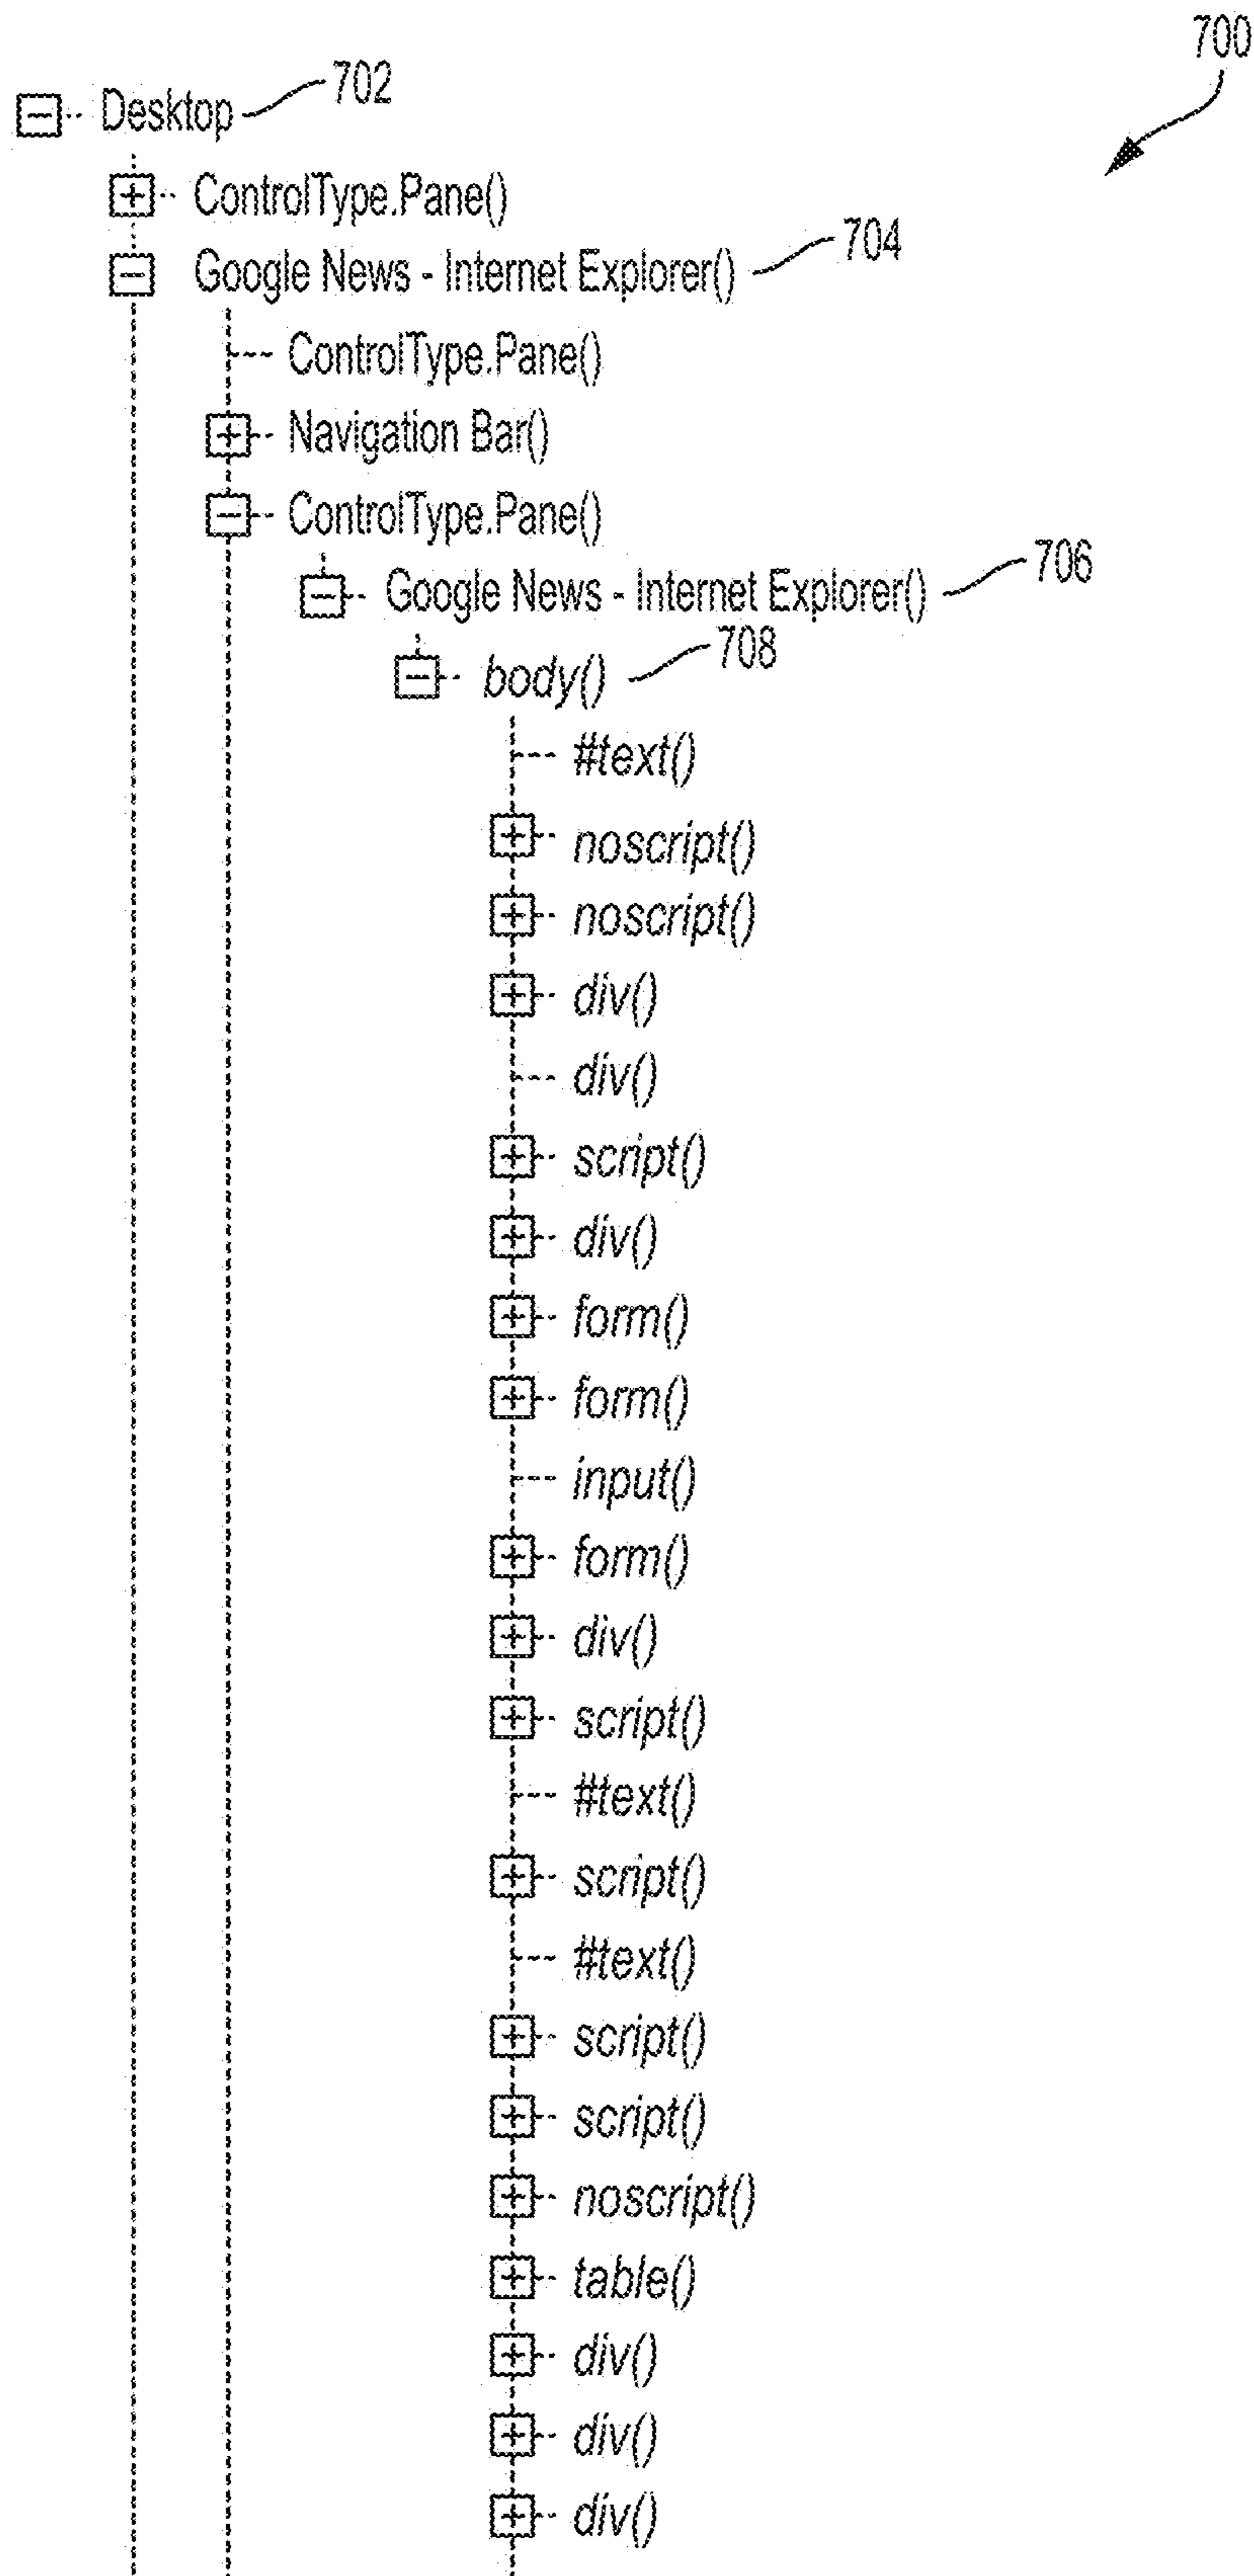 700
Desktop 702
ControlType.Pane()
Google News - Internet Explorer() 704
ControlType.Pane()
Navigation Bar()
ControlType.Pane()
Google News - Internet Explorer() 706
body() 708
#text()
noscript()
noscript()
div()
div()
script()
div()
form()
form()
input()
form()
div()
script()
#text()
script()
#text()
script()
script()
noscript()
table()
div()
div()
div()